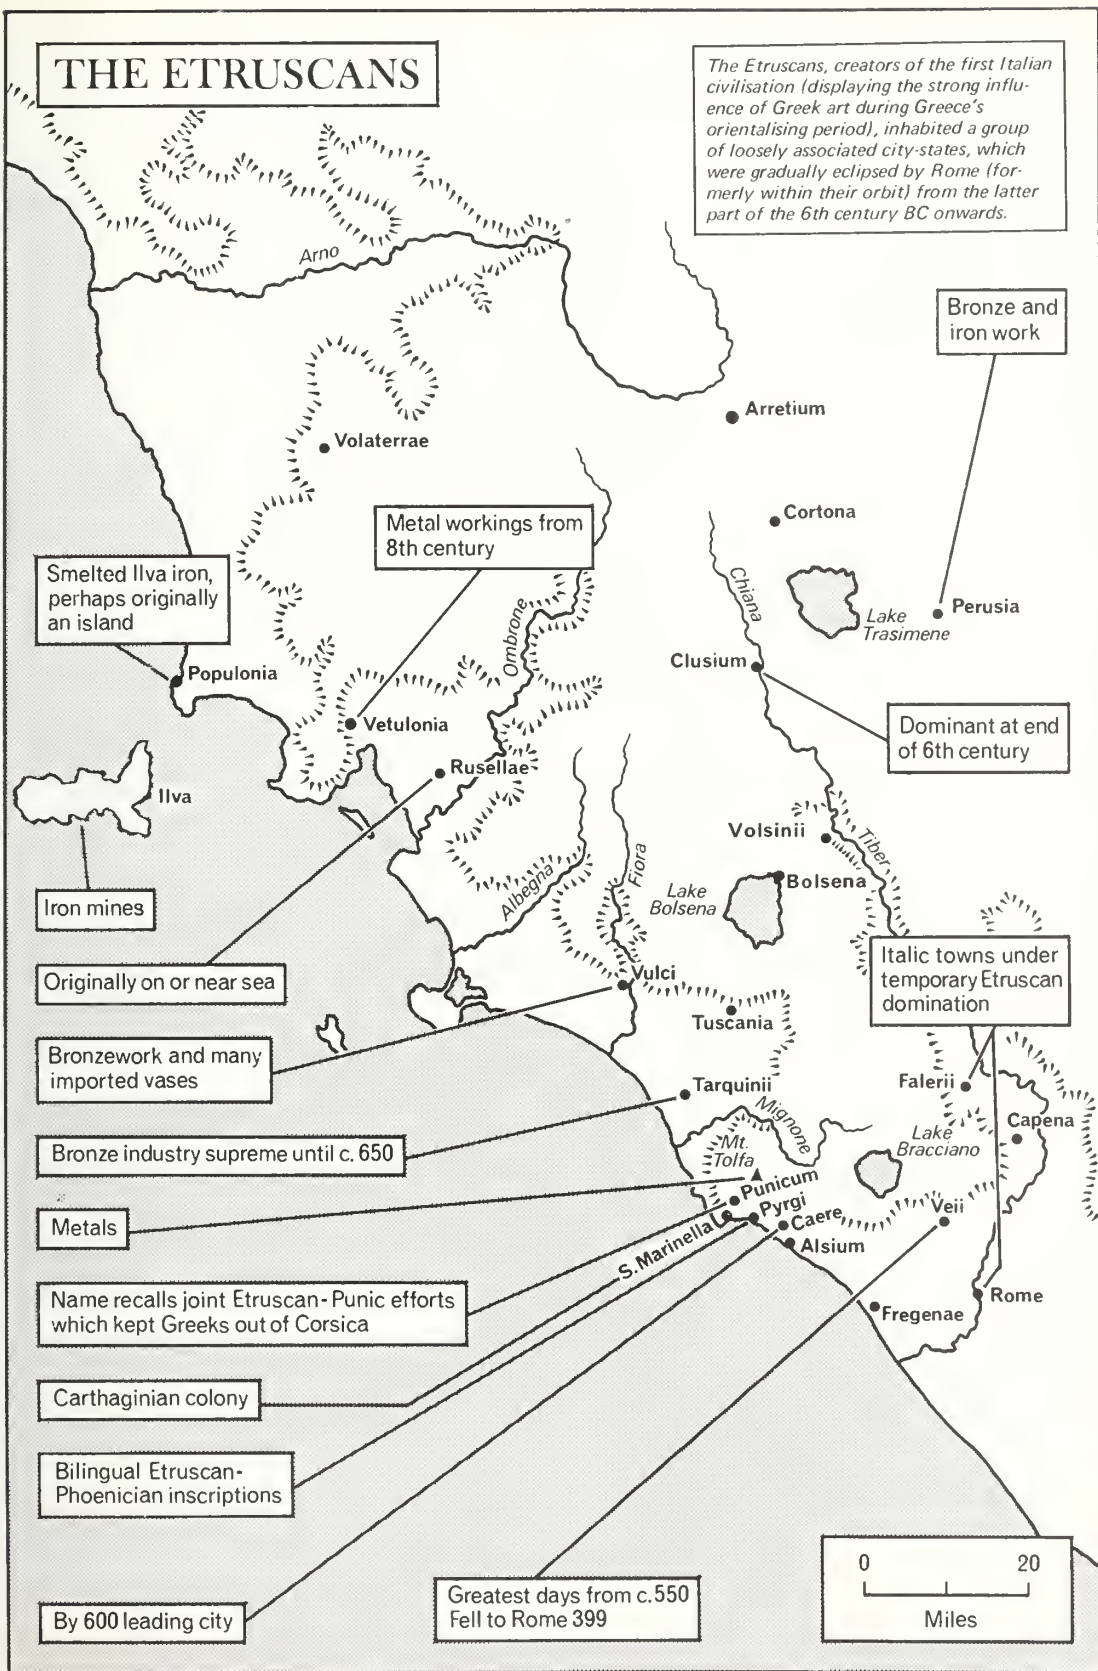 THE ETRUSCANS
The Etruscans, creators of the first Italian
civilisation (displaying the strong influ-
ence of Greek art during Greece's
orientalising period), inhabited a group
of loosely associated city-states, which
were gradually eclipsed by Rome (for-
merly within their orbit) from the latter
part of the 6th century BC onwards.
Arno
Bronze and
iron work
Arretium
Volaterrae
Cortona
Metal workings from
8th century
Smelted Ilva iron,
perhaps originally
an island
Chiana
Lake
Trasimene
Perusia
Ombrone
Populonia
Clusium
Vetulonia
Dominant at end
of 6th century
Rusellae
Ilva
Volsinii
Tiber
Fiora
Albegna
Lake
Bolsena
Bolsena
Iron mines
Originally on or near sea
Italic towns under
temporary Etruscan
domination
Vulci
Tuscania
Bronzework and many
imported vases
Tarquinii
Falerii
Mignone
Capena
Mt.
Tolfa
Lake
Bracciano
Bronze industry supreme until c. 650
Punicum
Pyrgi
Caere
Veii
Metals
S. Marinella
Alsium
Name recalls joint Etruscan-Punic efforts
which kept Greeks out of Corsica
Fregenae
Rome
Carthaginian colony
Bilingual Etruscan-
Phoenician inscriptions
By 600 leading city
Greatest days from c.550
Fell to Rome 399
0 20
Miles